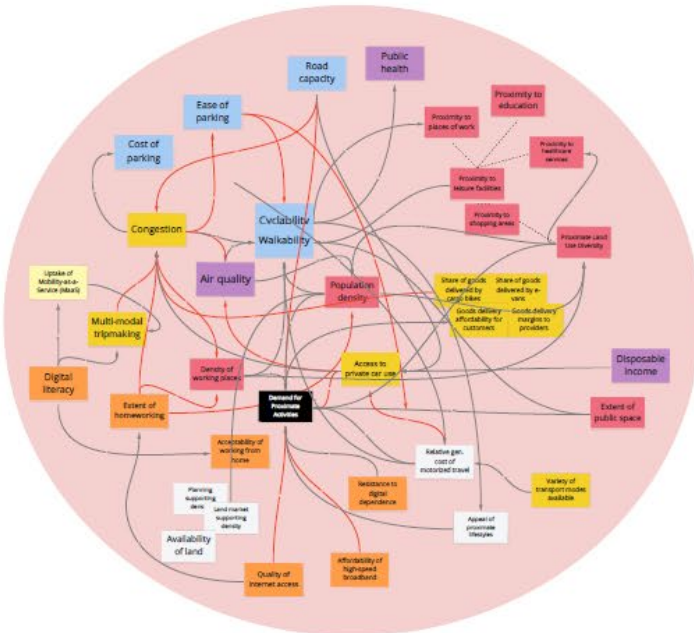 Public
health
Road
capacity
Proximity to
education
Ease of
parking
Proximity to
places of work
Cost of
parking
Proximity to
healthcare
services
Proximity to
leisure facilities
Proximity to
shopping areas
Congestion
Cyclability
Walkability
Proximate Land
Use Diversity
Uptake of
Mobility-as-a-
Service (MaaS)
Air quality
Population
density
Share of goods
delivered by
cargo bikes
Share of goods
delivered by e-
vans
Goods delivery
affordability for
customers
Goods delivery
margins to
providers
Multi-modal
tripmaking
Digital
literacy
Density of
working places
Access to
private car use
Disposable
income
Extent of
homeworking
Demand for
Proximate
Activities
Extent of
public space
Acceptability of
working from
home
Relative gen.
cost of
motorized travel
Planning
supporting
Land market
supporting
density
Resistance to
digital
dependence
Variety of
transport modes
available
Availability
of land
Appeal of
proximate
lifestyles
Quality of
internet access
Affordability of
high-speed
broadband